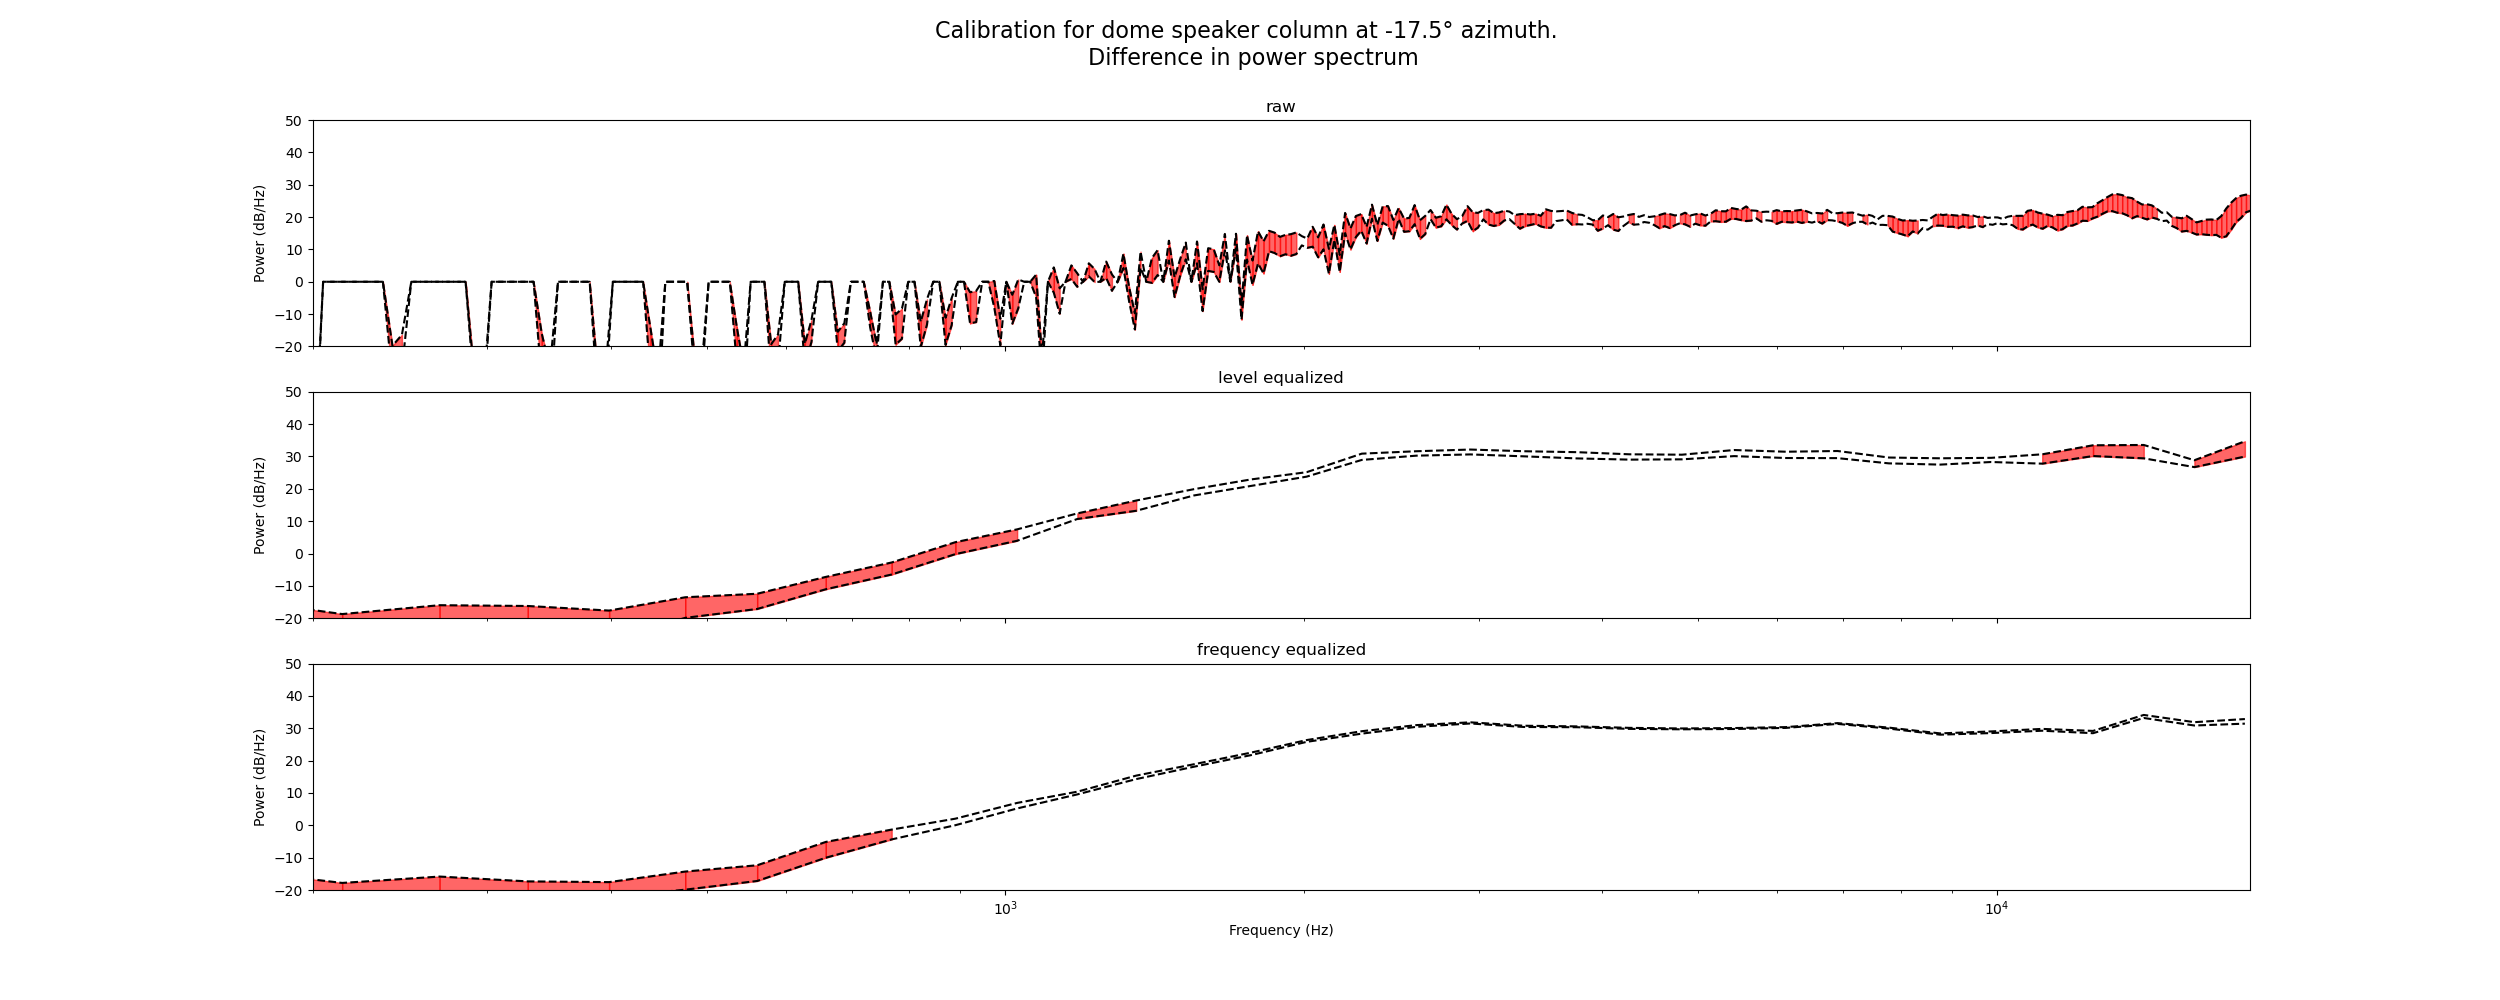 Calibration for dome speaker column at -17.5° azimuth.
Difference in power spectrum
raw
50
40
30
20
10
0
−10
−20
Power (dB/Hz)
level equalized
50
40
30
20
10
0
−10
−20
Power (dB/Hz)
frequency equalized
50
40
30
20
10
0
−10
−20
Power (dB/Hz)
10³ 10⁴
Frequency (Hz)